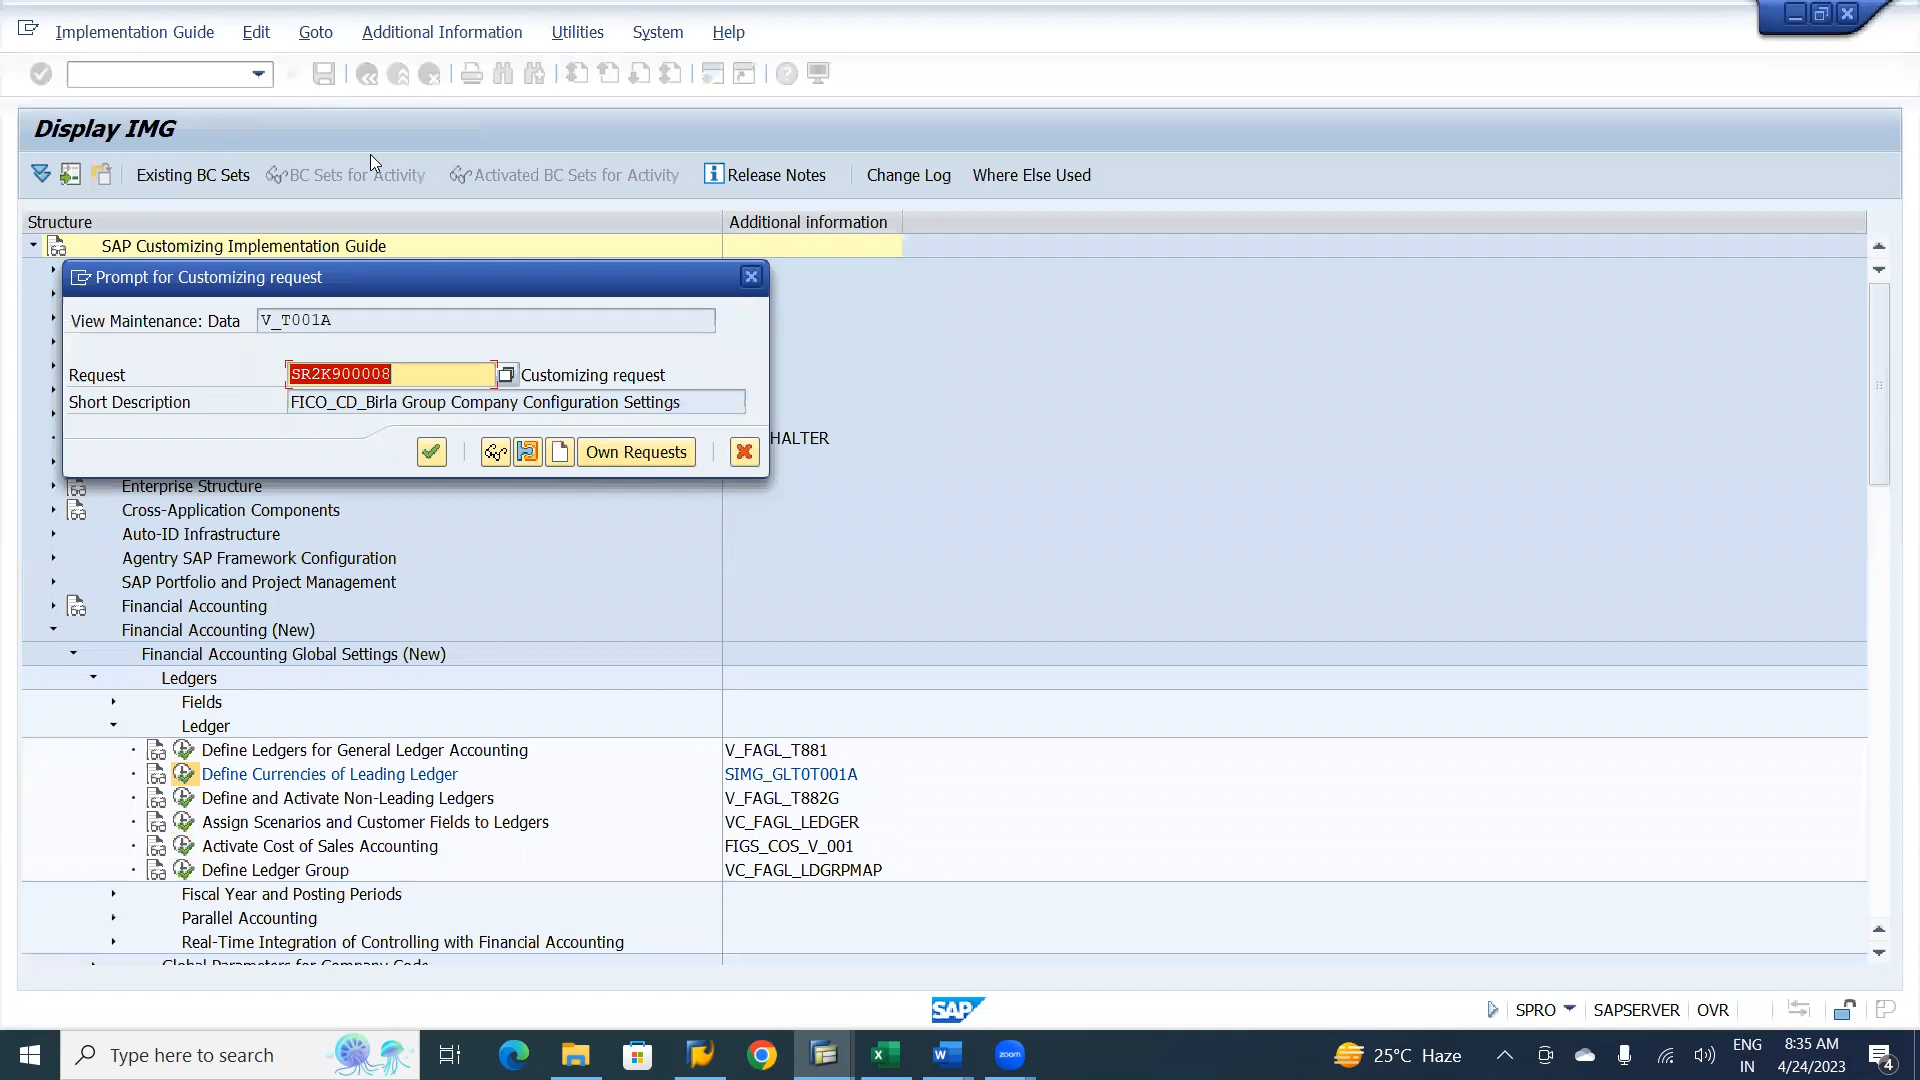 Implementation Guide Edit Goto Additional Information Utilities System Help
Display IMG
Existing BC Sets BC Sets for Activity Activated BC Sets for Activity Release Notes Change Log Where Else Used
Structure Additional information
SAP Customizing Implementation Guide
Prompt for Customizing request
View Maintenance: Data V_T001A
Request SR2K900008 Customizing request
Short Description FICO_CD_Birla Group Company Configuration Settings
HALTER
Own Requests
Enterprise Structure
Cross-Application Components
Auto-ID Infrastructure
Agentry SAP Framework Configuration
SAP Portfolio and Project Management
Financial Accounting
Financial Accounting (New)
Financial Accounting Global Settings (New)
Ledgers
Fields
Ledger
Define Ledgers for General Ledger Accounting V_FAGL_T881
Define Currencies of Leading Ledger SIMG_GLT0T001A
Define and Activate Non-Leading Ledgers V_FAGL_T882G
Assign Scenarios and Customer Fields to Ledgers VC_FAGL_LEDGER
Activate Cost of Sales Accounting FIGS_COS_V_001
Define Ledger Group VC_FAGL_LDGRPMAP
Fiscal Year and Posting Periods
Parallel Accounting
Real-Time Integration of Controlling with Financial Accounting
Global Parameters for Company Code
SAP SPRO SAPSERVER OVR
Type here to search zoom 25°C Haze ENG IN 8:35 AM 4/24/2023 4